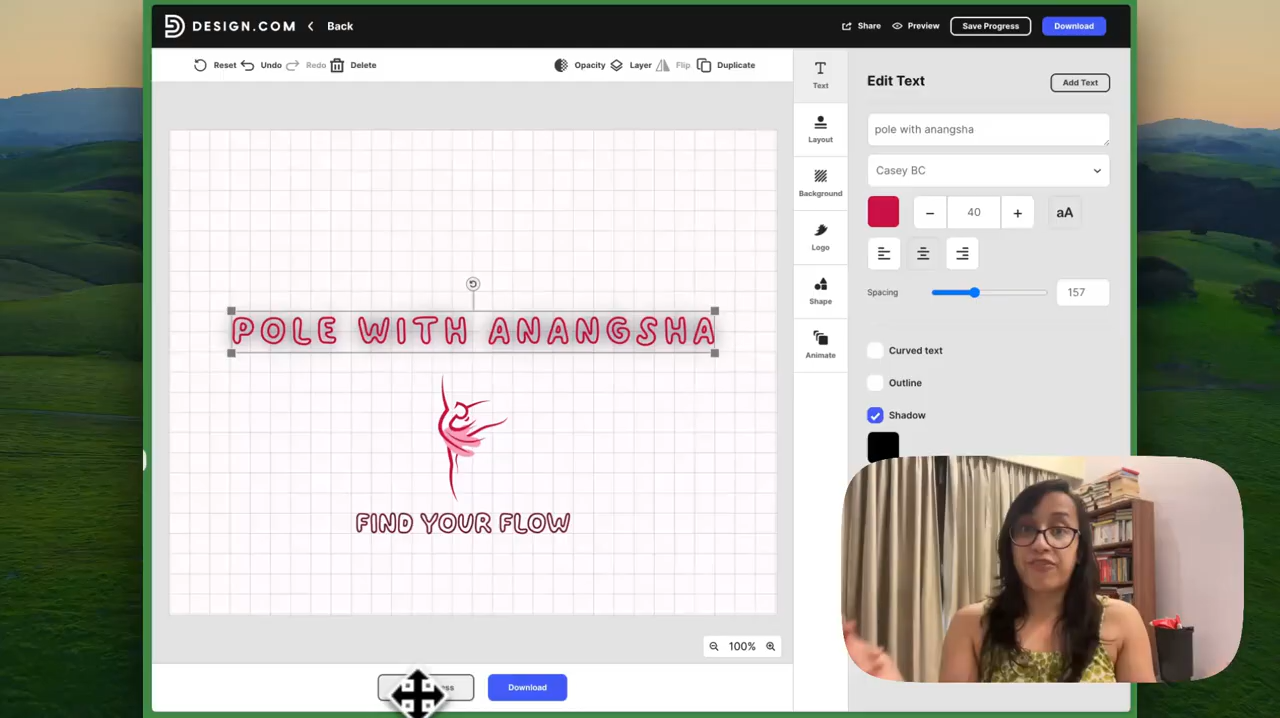 DESIGN.COM Back Share Preview Save Progress Download
Reset Undo Redo Delete Opacity Layer Flip Duplicate
Text
Layout
Background
Logo
Shape
Animate
Edit Text Add Text
pole with anangsha
Casey BC
40 aA
Spacing 157
Curved text
Outline
Shadow
POLE WITH ANANGSHA
FIND YOUR FLOW
100%
Download